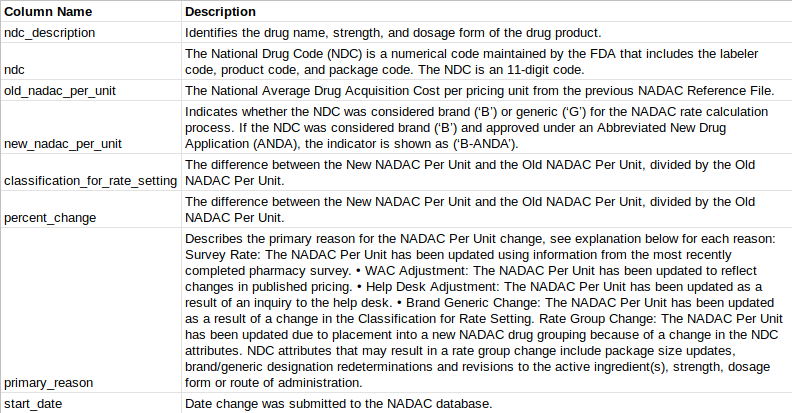 Column Name Description
ndc_description Identifies the drug name, strength, and dosage form of the drug product.
The National Drug Code (NDC) is a numerical code maintained by the FDA that includes the labeler
ndc code, product code, and package code. The NDC is an 11-digit code.
old_nadac_per_unit The National Average Drug Acquisition Cost per pricing unit from the previous NADAC Reference File.
Indicates whether the NDC was considered brand (‘B’) or generic (‘G’) for the NADAC rate calculation
process. If the NDC was considered brand (‘B’) and approved under an Abbreviated New Drug
new_nadac_per_unit Application (ANDA), the indicator is shown as (‘B-ANDA’).
The difference between the New NADAC Per Unit and the Old NADAC Per Unit, divided by the Old
classification_for_rate_setting NADAC Per Unit.
The difference between the New NADAC Per Unit and the Old NADAC Per Unit, divided by the Old
percent_change NADAC Per Unit.
Describes the primary reason for the NADAC Per Unit change, see explanation below for each reason:
Survey Rate: The NADAC Per Unit has been updated using information from the most recently
completed pharmacy survey. • WAC Adjustment: The NADAC Per Unit has been updated to reflect
changes in published pricing. • Help Desk Adjustment: The NADAC Per Unit has been updated as a
result of an inquiry to the help desk. • Brand Generic Change: The NADAC Per Unit has been updated
as a result of a change in the Classification for Rate Setting. Rate Group Change: The NADAC Per Unit
has been updated due to placement into a new NADAC drug grouping because of a change in the NDC
attributes. NDC attributes that may result in a rate group change include package size updates,
brand/generic designation redeterminations and revisions to the active ingredient(s), strength, dosage
primary_reason form or route of administration.
start_date Date change was submitted to the NADAC database.